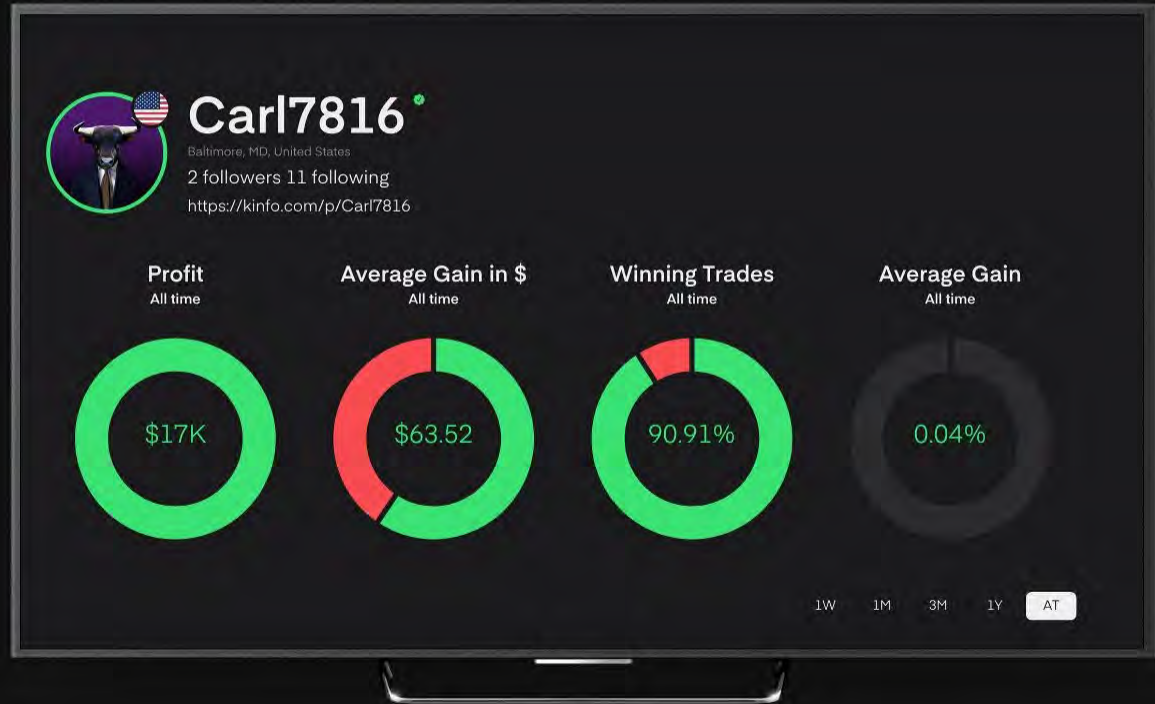 Carl7816
Baltimore, MD, United States
2 followers 11 following
https://kinfo.com/p/Carl7816
Profit
All time
$17K
Average Gain in $
All time
$63.52
Winning Trades
All time
90.91%
Average Gain
All time
0.04%
1W 1M 3M 1Y AT